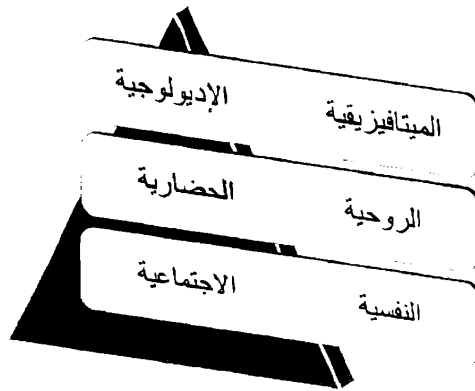 الميتافيزيقية الإديولوجية
الروحية الحضارية
النفسية الاجتماعية